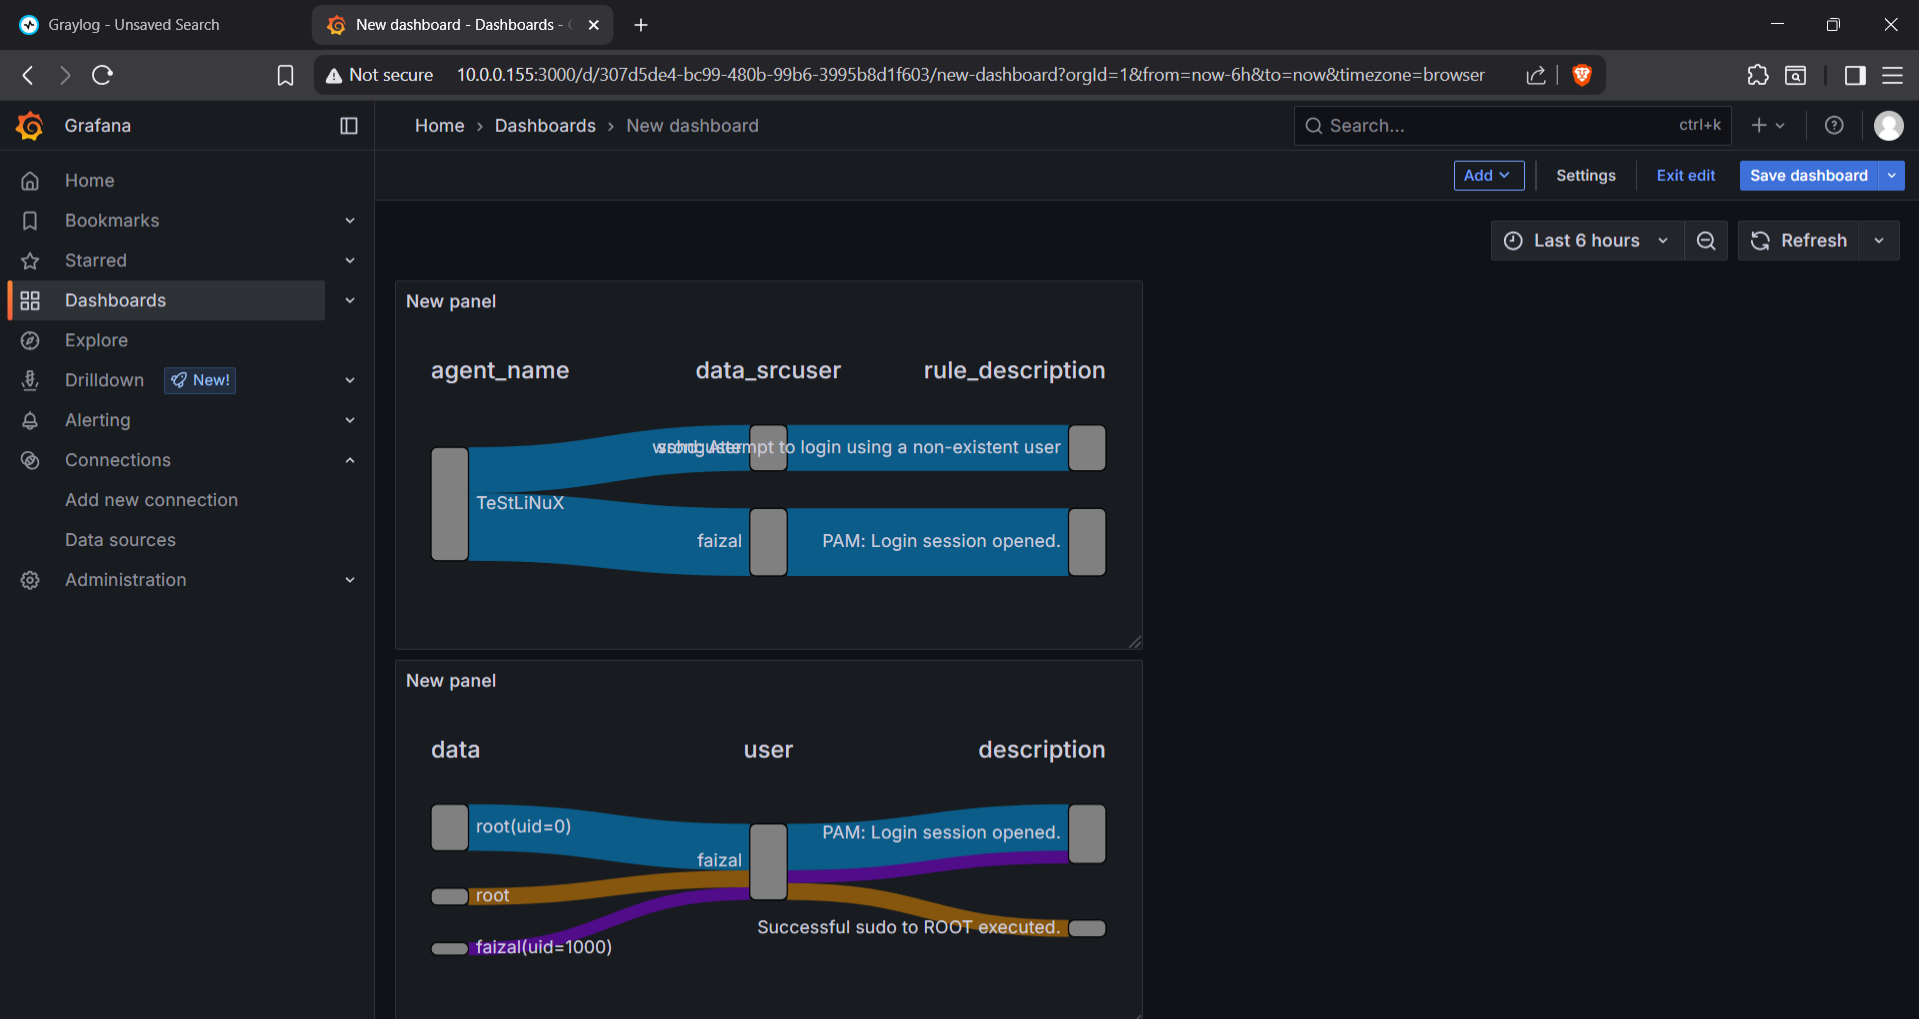 Graylog - Unsaved Search
New dashboard - Dashboards -
Not secure 10.0.0.155:3000/d/307d5de4-bc99-480b-99b6-3995b8d1f603/new-dashboard?orgId=1&from=now-6h&to=now&timezone=browser
Grafana
Home › Dashboards › New dashboard
Search... ctrl+k
Add Settings Exit edit Save dashboard
Home
Bookmarks
Starred
Dashboards
Explore
Drilldown New!
Alerting
Connections
Add new connection
Data sources
Administration
Last 6 hours Refresh
New panel
agent_name data_srcuser rule_description
Attempt to login using a non-existent user
TeStLiNuX
faizal PAM: Login session opened.
New panel
data user description
root(uid=0) PAM: Login session opened.
faizal
root
Successful sudo to ROOT executed.
faizal(uid=1000)